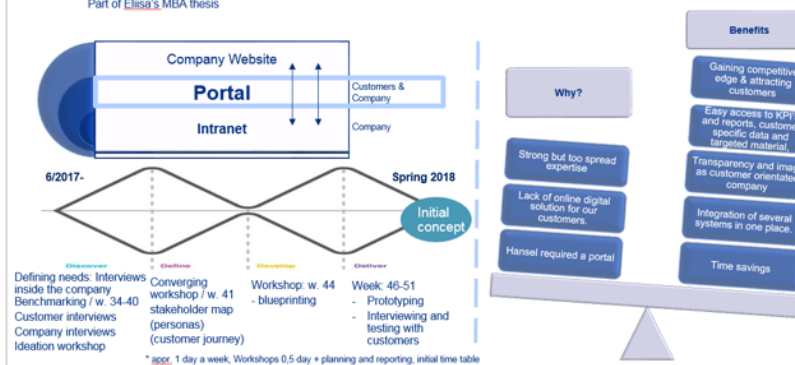 Part of Eliisa's MBA thesis
Company Website
Portal
Customers &
Company
Intranet
Company
6/2017-
Spring 2018
Initial
concept
Discover
Define
Develop
Deliver
Defining needs: Interviews
inside the company
Benchmarking / w. 34-40
Customer interviews
Company interviews
Ideation workshop
Converging
workshop / w. 41
stakeholder map
(personas)
(customer journey)
Workshop: w. 44
- blueprinting
Week: 46-51
- Prototyping
- Interviewing and
testing with
customers
* appr. 1 day a week, Workshops 0,5 day + planning and reporting, initial time table
Why?
Strong but too spread
expertise
Lack of online digital
solution for our
customers.
Hansel required a portal
Benefits
Gaining competitive
edge & attracting
customers
Easy access to KPI
and reports, customer
specific data and
targeted material,
Transparency and
as customer orientated
company
Integration of several
systems in one place.
Time savings